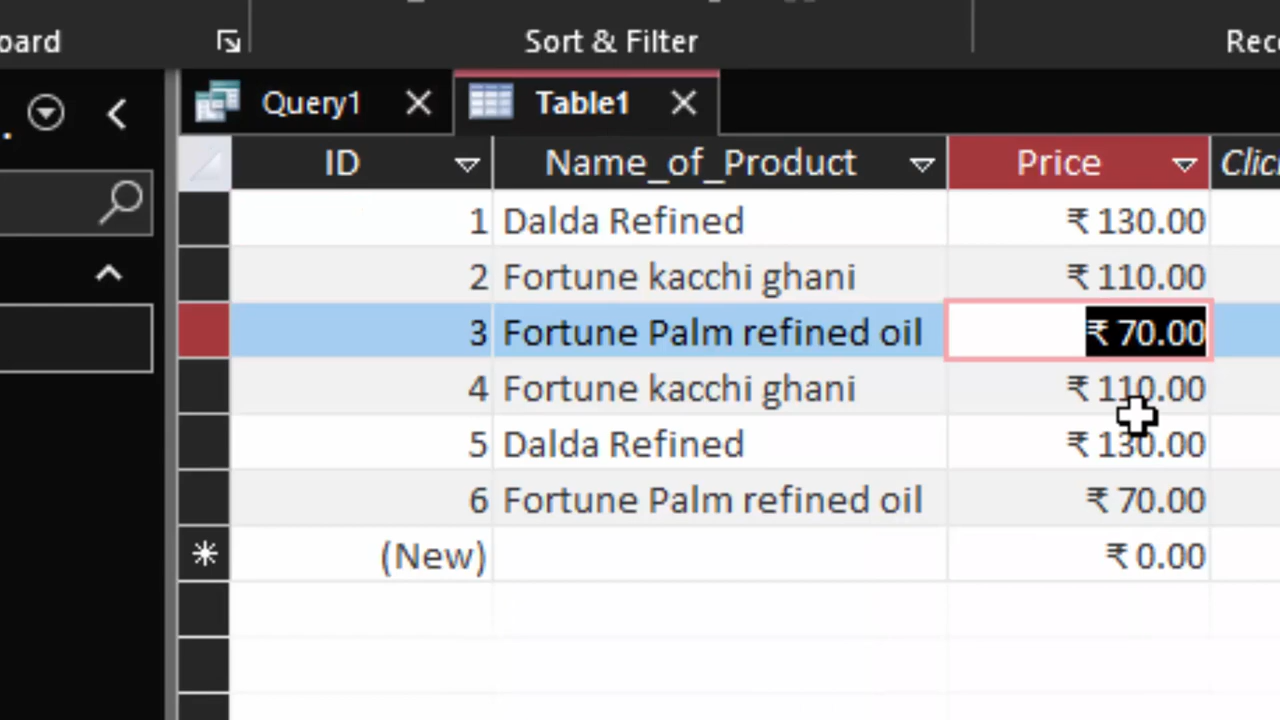 oard
Sort & Filter
Rec
Query1
Table1
ID Name_of_Product Price Clic
1 Dalda Refined ₹ 130.00
2 Fortune kacchi ghani ₹ 110.00
3 Fortune Palm refined oil ₹ 70.00
4 Fortune kacchi ghani ₹ 110.00
5 Dalda Refined ₹ 130.00
6 Fortune Palm refined oil ₹ 70.00
(New) ₹ 0.00